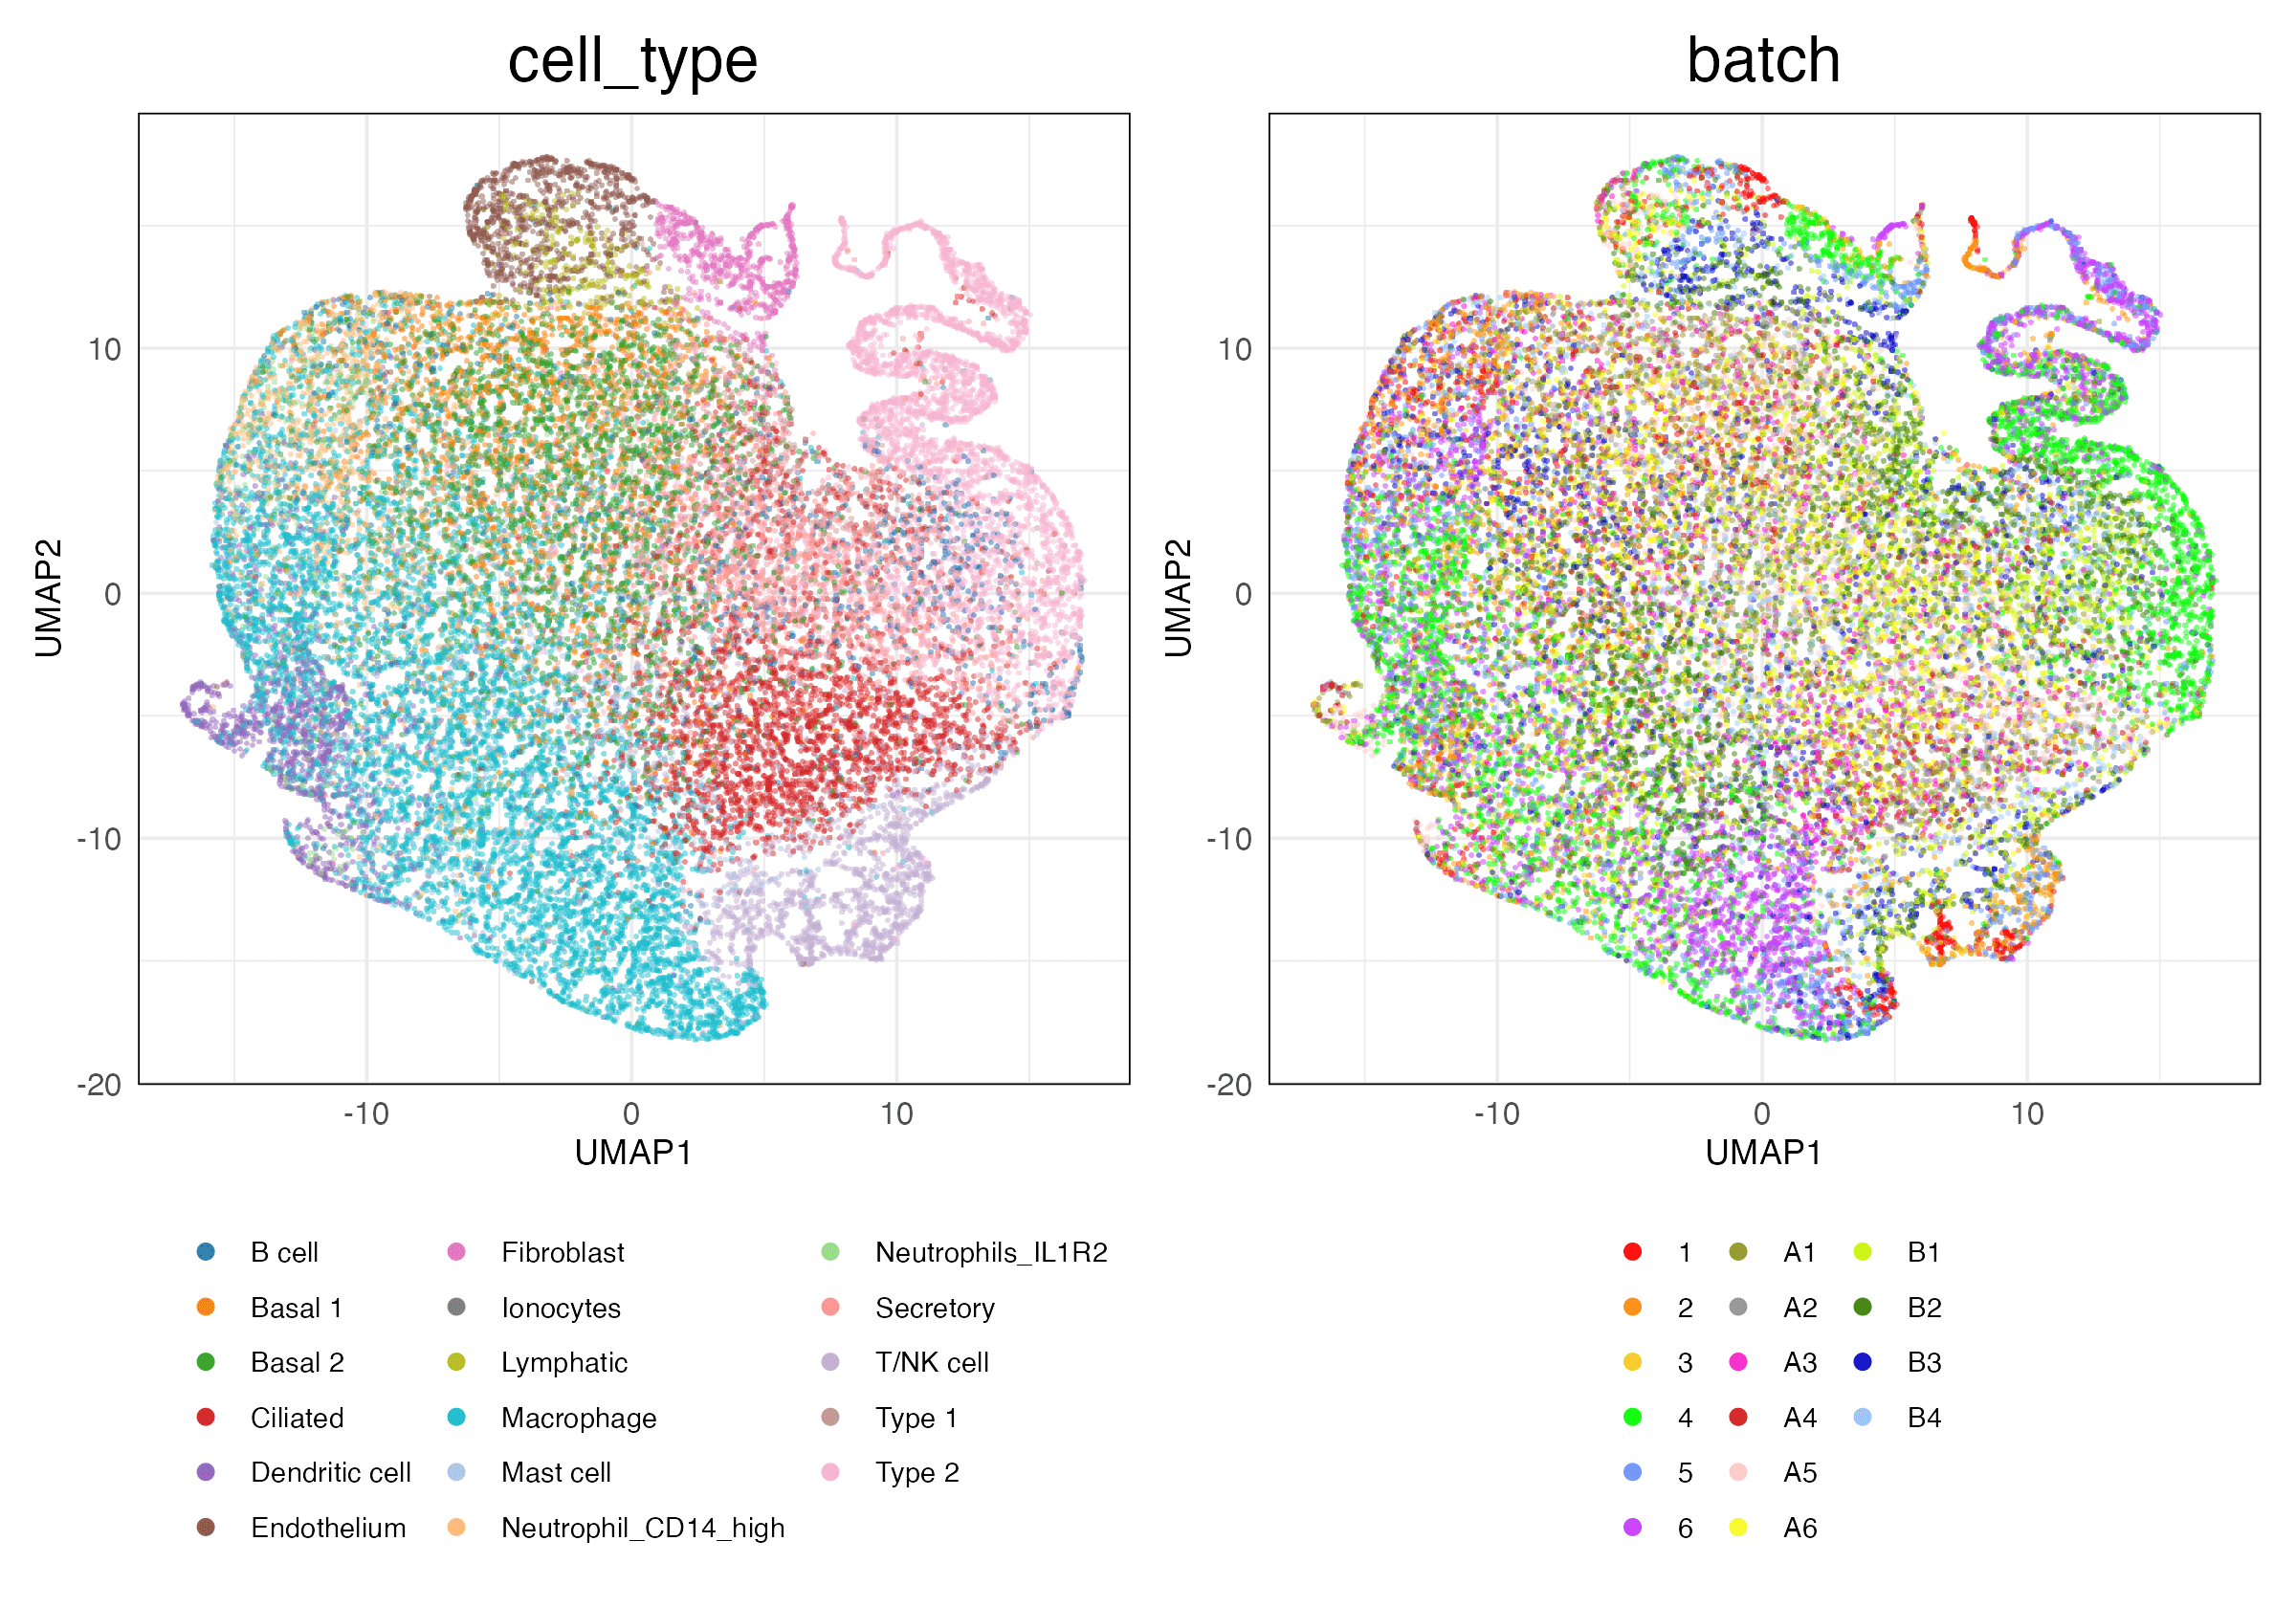 cell_type
batch
UMAP2
10
0
-10
-20
-10
0
10
UMAP1
UMAP2
10
0
-10
-20
-10
0
10
UMAP1
B cell
Basal 1
Basal 2
Ciliated
Dendritic cell
Endothelium
Fibroblast
Ionocytes
Lymphatic
Macrophage
Mast cell
Neutrophil_CD14_high
Neutrophils_IL1R2
Secretory
T/NK cell
Type 1
Type 2
1
2
3
4
5
6
A1
A2
A3
A4
A5
A6
B1
B2
B3
B4